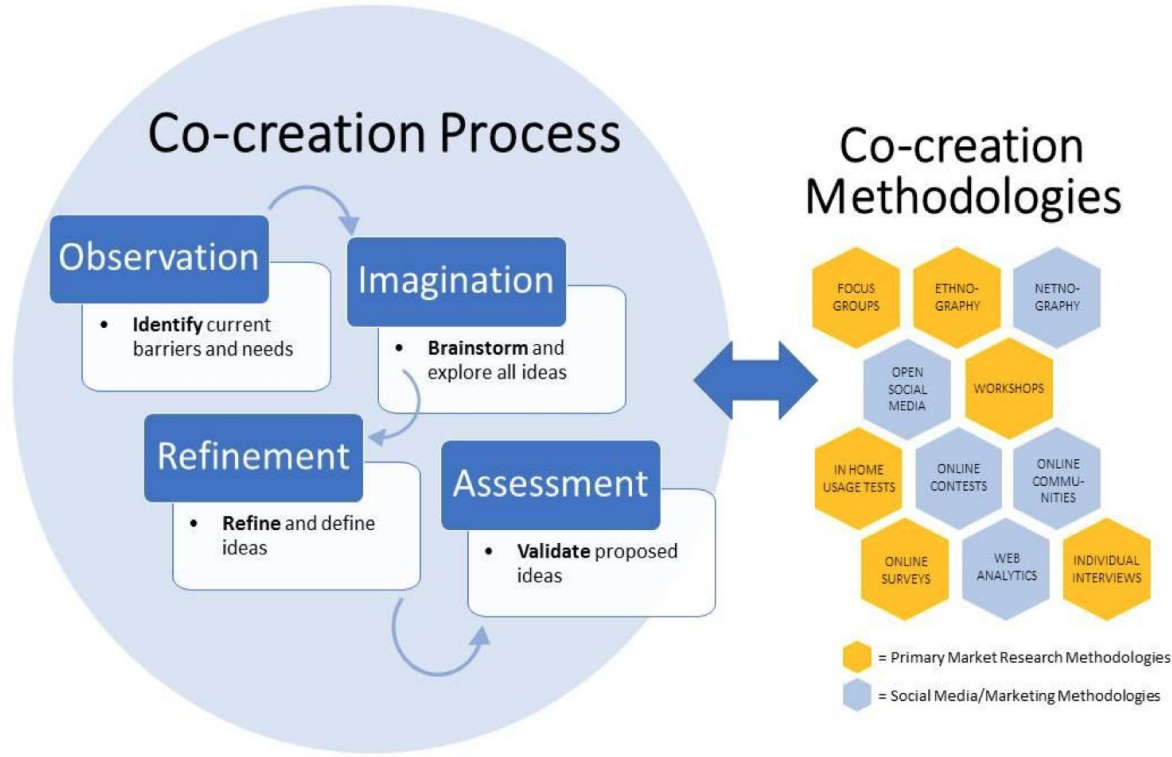 Co-creation Process
Observation
• Identify current
barriers and needs
Imagination
• Brainstorm and
explore all ideas
Refinement
• Refine and define
ideas
Assessment
• Validate proposed
ideas
Co-creation
Methodologies
FOCUS
GROUPS
ETHNO-
GRAPHY
NETNO-
GRAPHY
OPEN
SOCIAL
MEDIA
WORKSHOPS
IN HOME
USAGE TESTS
ONLINE
CONTESTS
ONLINE
COMMU-
NITIES
ONLINE
SURVEYS
WEB
ANALYTICS
INDIVIDUAL
INTERVIEWS
= Primary Market Research Methodologies
= Social Media/Marketing Methodologies